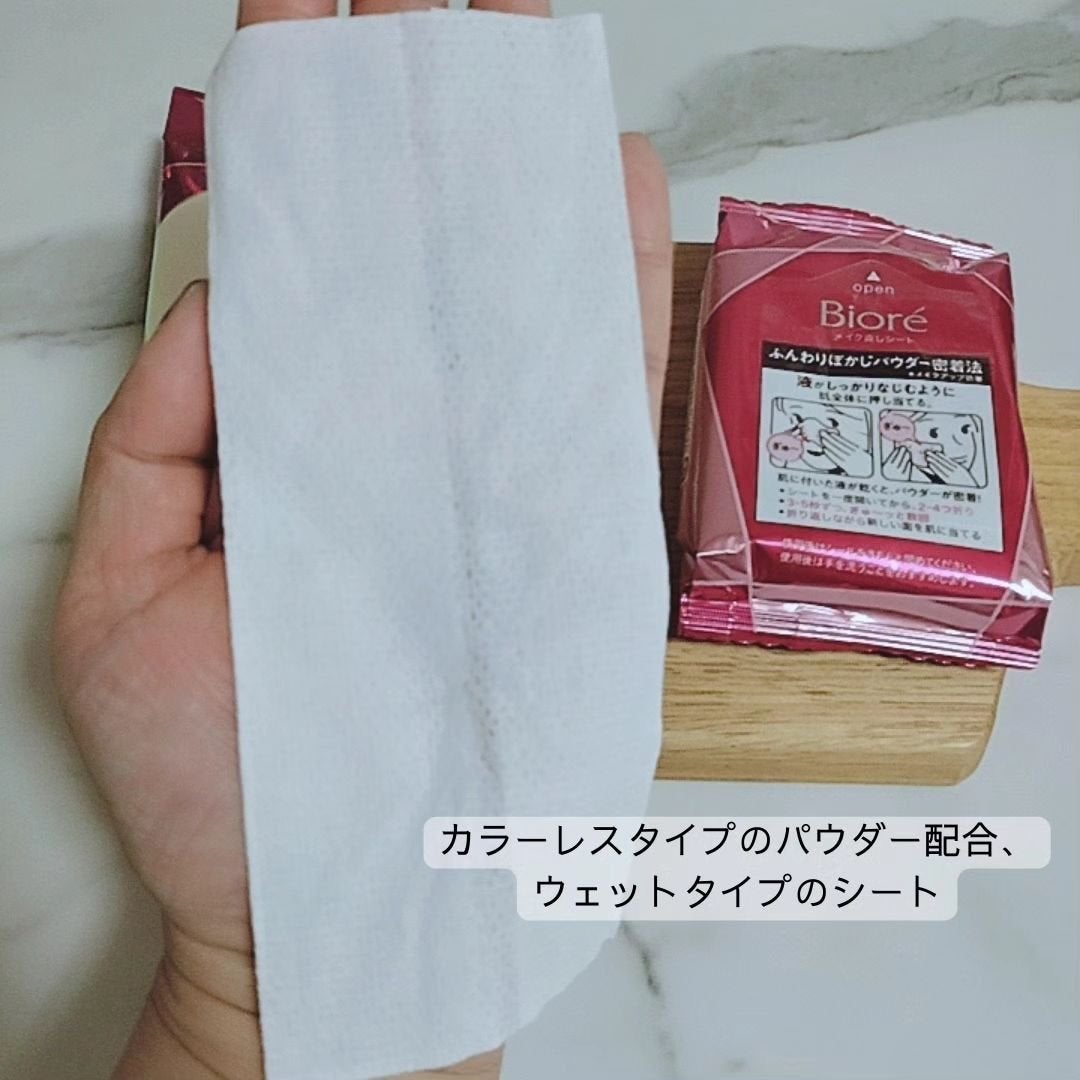 open
Bioré
メイク直しシート
ふんわりぼかしパウダー密着法
液がしっかりなじむように
肌全体に押し当てる。
肌に付いた液が乾くと、パウダーが密着!
•シートを一度開いてから、2-4つ折り
•3-5秒ずつ、ぎゅ〜っと数回
•折り返しながら新しい面を肌に当てる
使用後は手を洗うことをおすすめします。
カラーレスタイプのパウダー配合、
ウェットタイプのシート